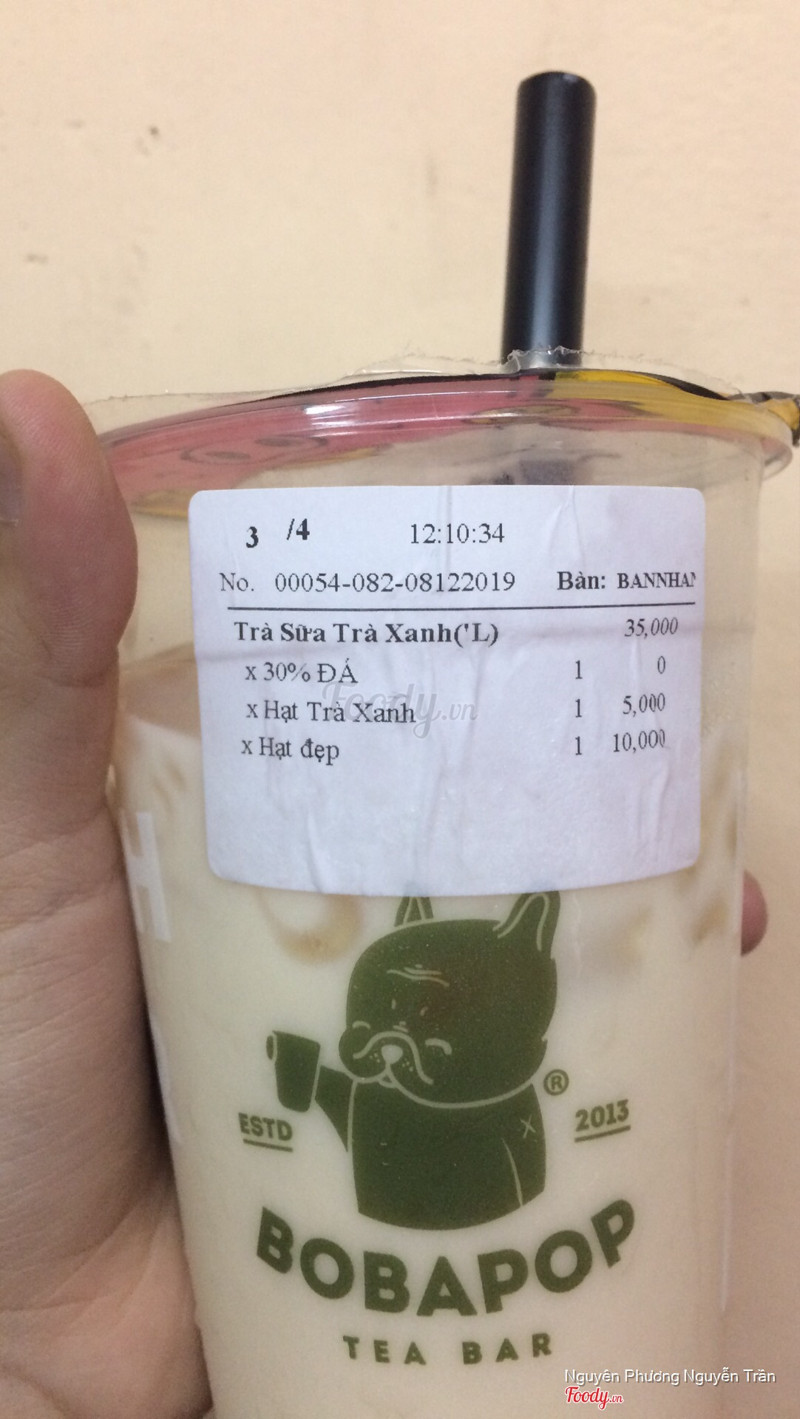 3 /4 12:10:34
No. 00054-082-08122019 Bàn: BANNHAN
Trà Sữa Trà Xanh('L) 35,000
x 30% ĐÁ 1 0
x Hạt Trà Xanh 1 5,000
x Hạt đẹp 1 10,000
Foody.vn
H
®
ESTD 2013
BOBAPOP
TEA BAR
Nguyên Phương Nguyễn Trần
Foody.vn